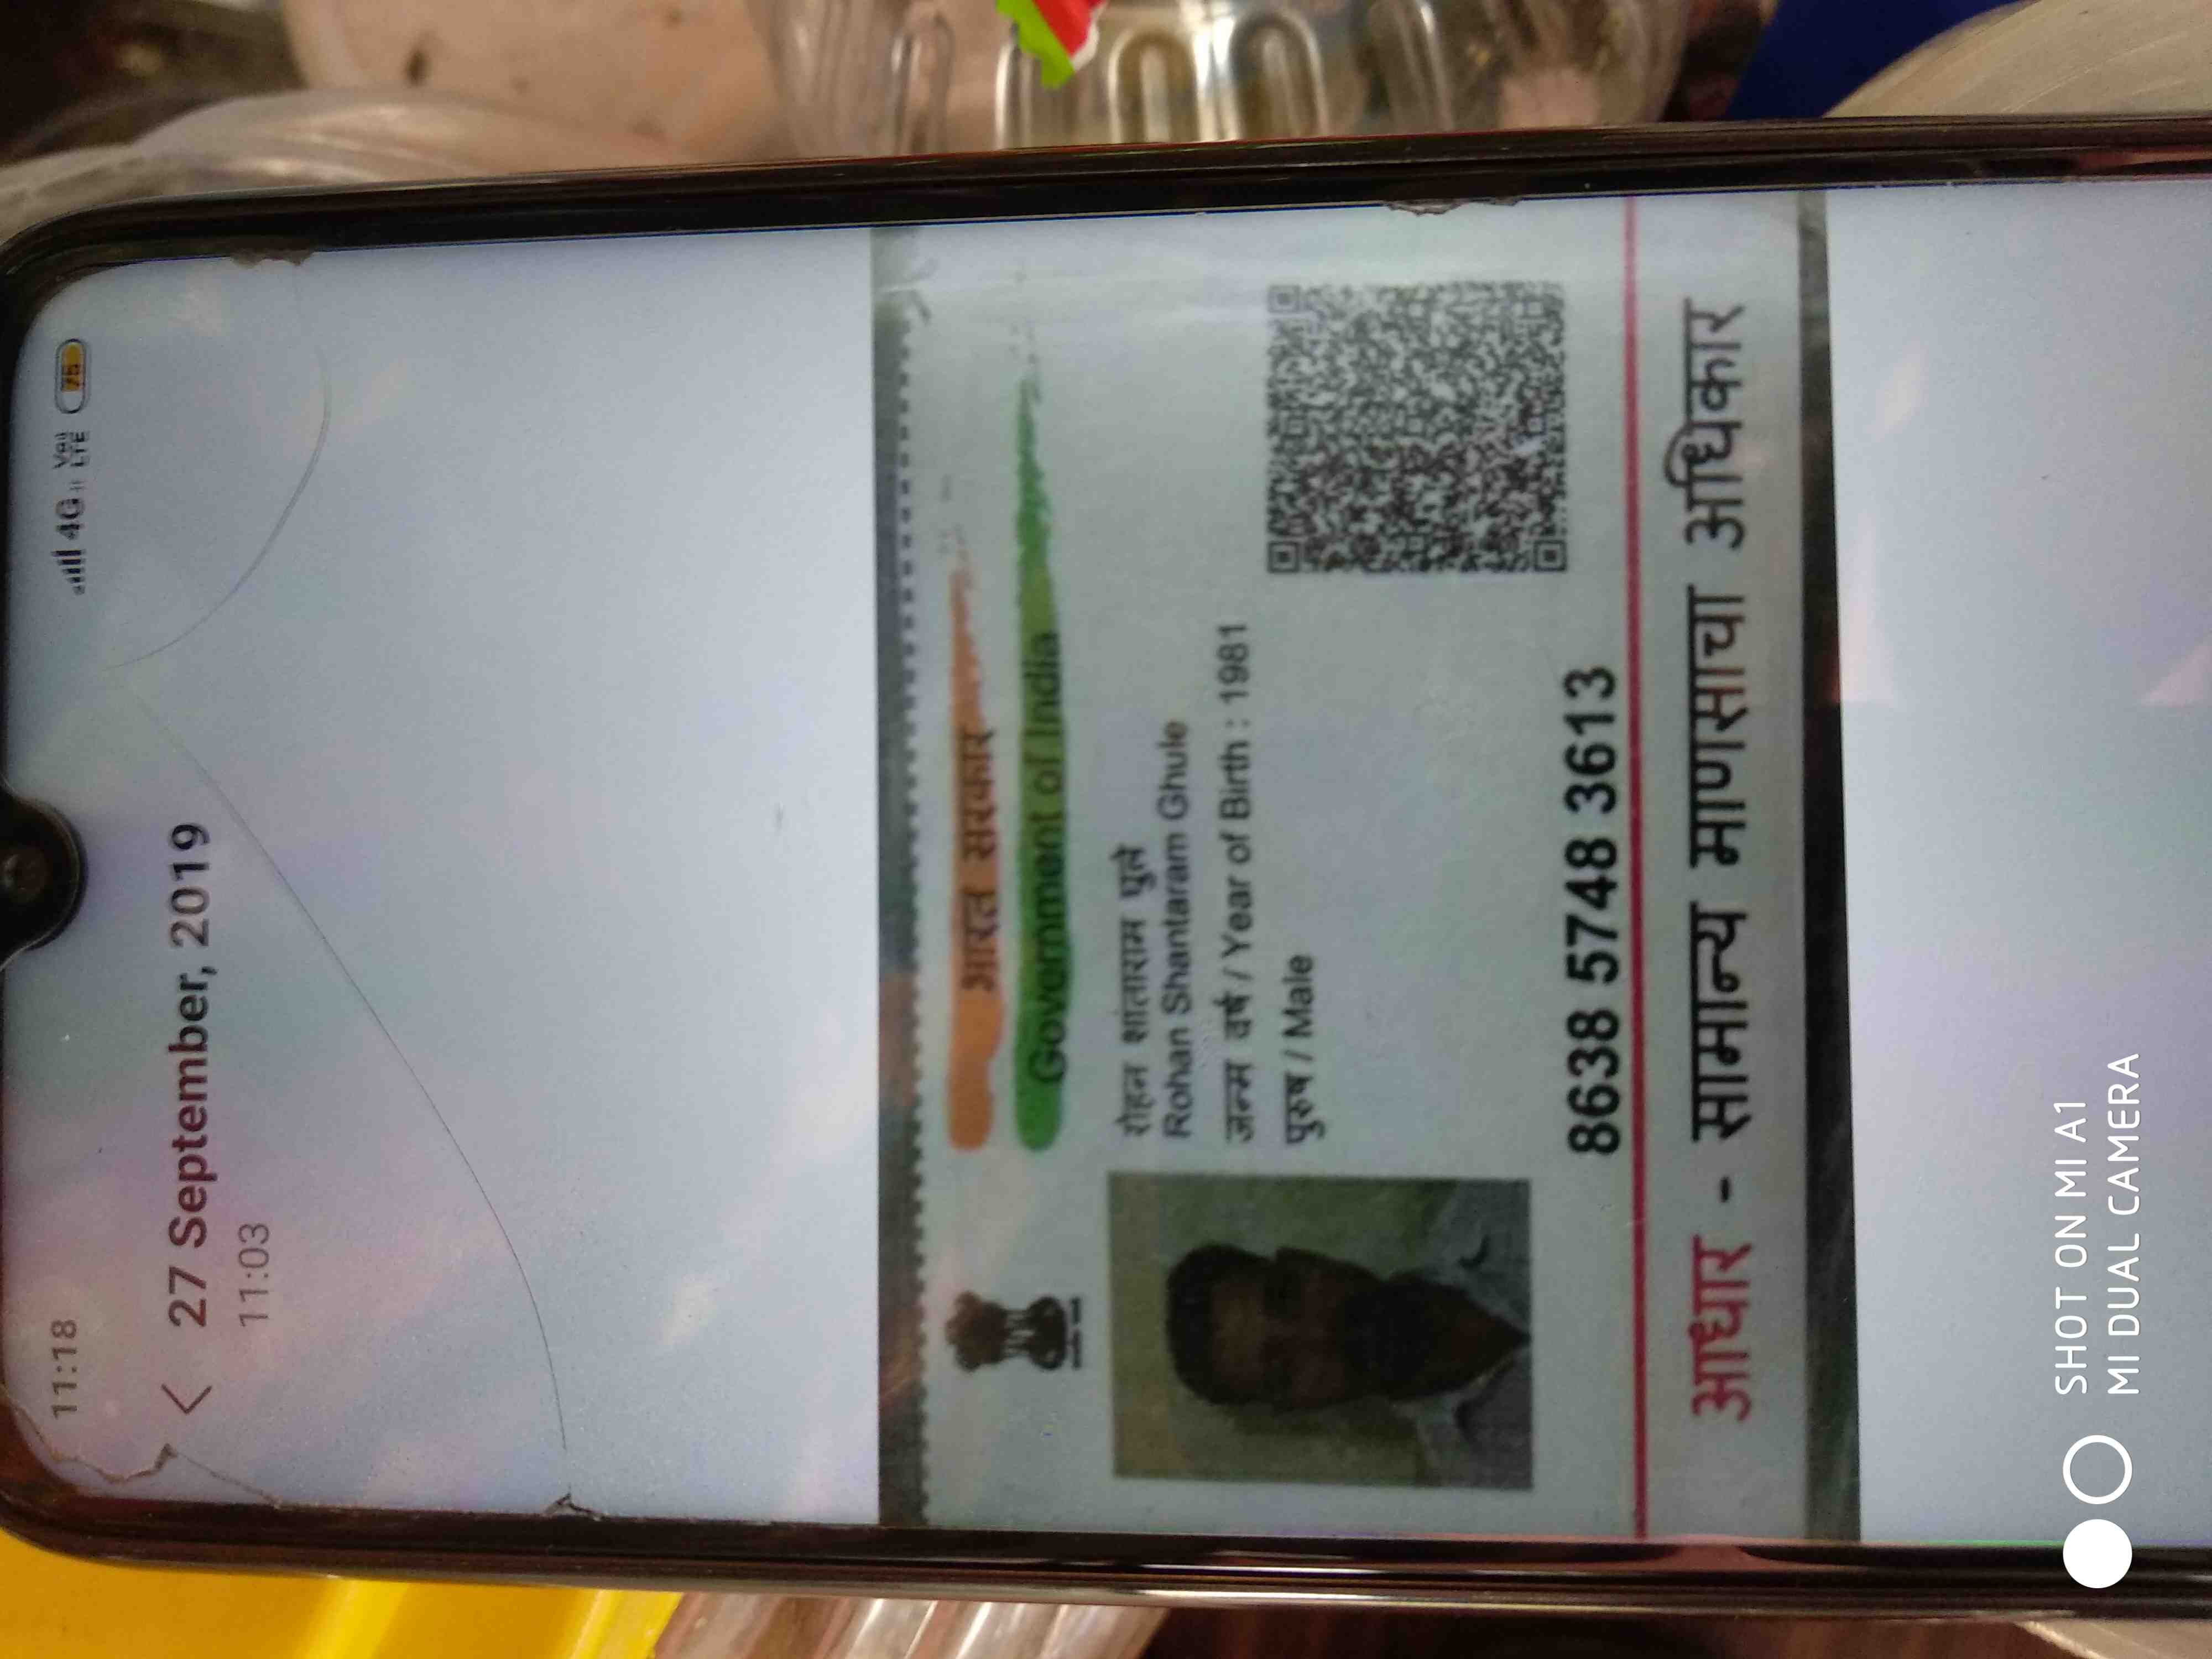 11:18 4G
LTE
27 September, 2019
11:03
भारत सरकार
Government of India
रोहन शांताराम घुले
Rohan Shantaram Ghule
जन्म वर्ष / Year of Birth : 1981
पुरुष / Male
8638 5748 3613
आधार - सामान्य माणसाचा अधिकार
SHOT ON MI A1
MI DUAL CAMERA